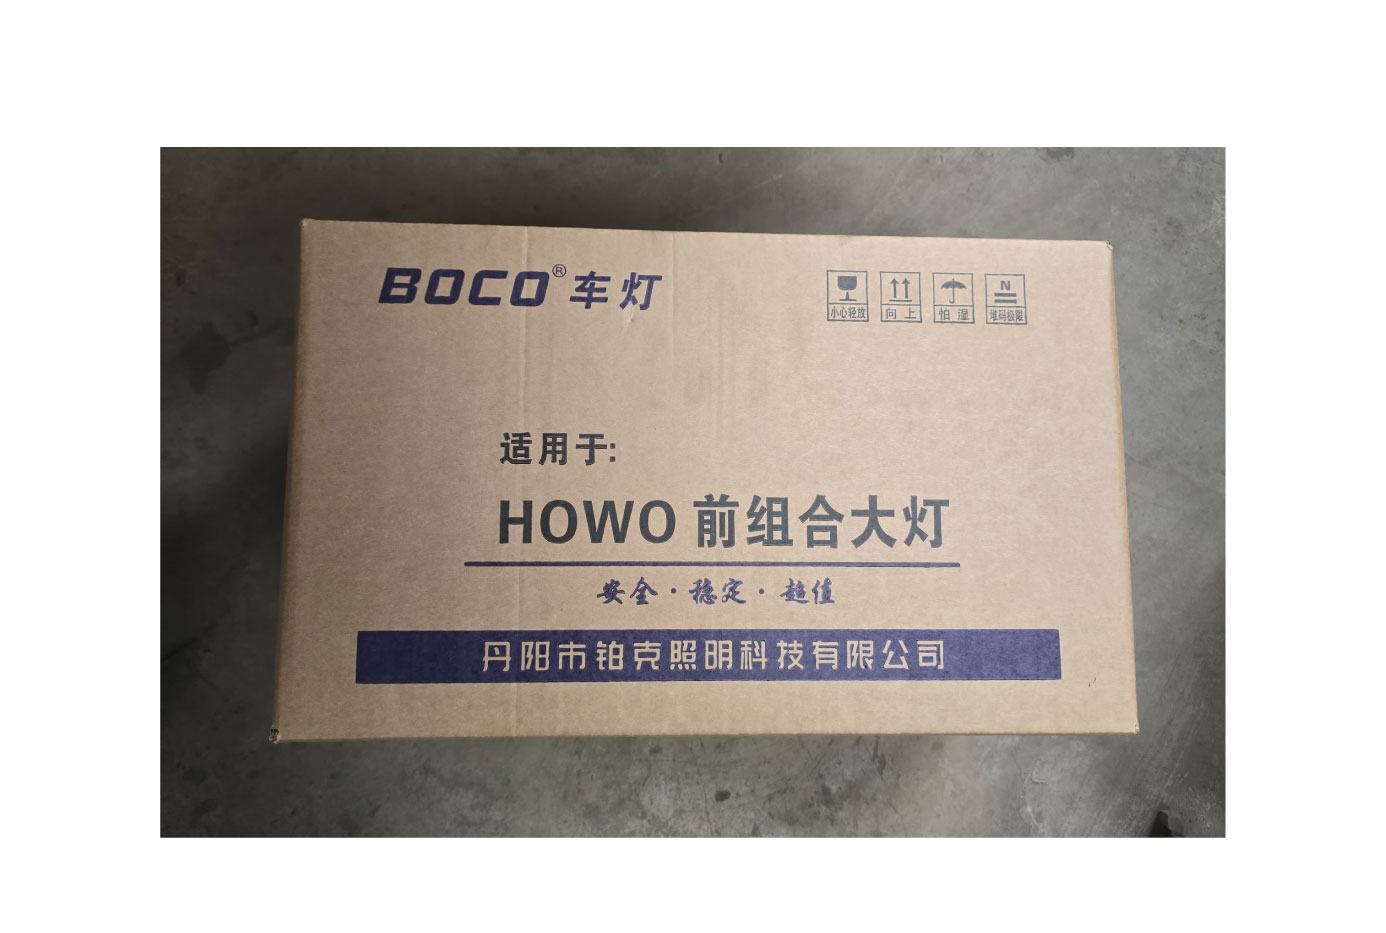 BOCO® 车灯
小心轻放 向上 怕湿 N 堆码极限
适用于:
HOWO 前组合大灯
安全·稳定·超值
丹阳市铂克照明科技有限公司